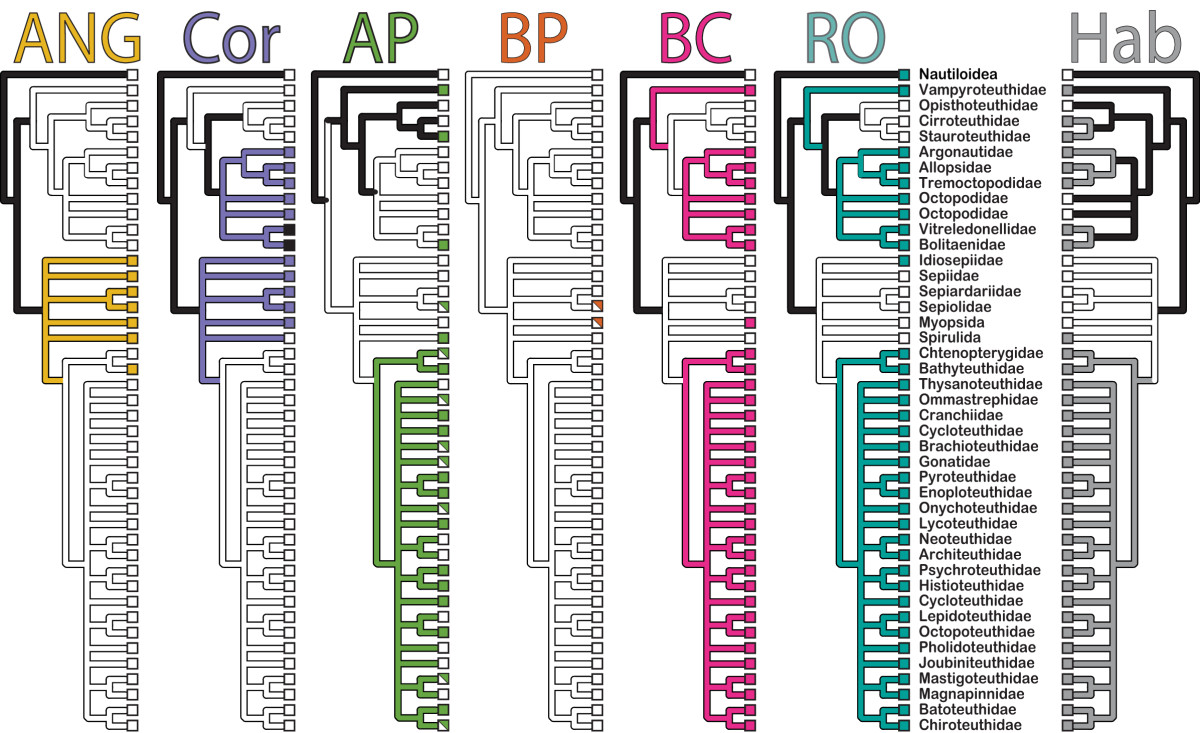 ANG Cor AP BP BC RO Hab
Nautiloidea
Vampyroteuthidae
Opisthoteuthidae
Cirroteuthidae
Stauroteuthidae
Argonautidae
Allopsidae
Tremoctopodidae
Octopodidae
Octopodidae
Vitreledonellidae
Bolitaenidae
Idiosepiidae
Sepiidae
Sepiardariidae
Sepiolidae
Myopsida
Spirulida
Chtenopterygidae
Bathyteuthidae
Thysanoteuthidae
Ommastrephidae
Cranchiidae
Cycloteuthidae
Brachioteuthidae
Gonatidae
Pyroteuthidae
Enoploteuthidae
Onychoteuthidae
Lycoteuthidae
Neoteuthidae
Architeuthidae
Psychroteuthidae
Histioteuthidae
Cycloteuthidae
Lepidoteuthidae
Octopoteuthidae
Pholidoteuthidae
Joubiniteuthidae
Mastigoteuthidae
Magnapinnidae
Batoteuthidae
Chiroteuthidae